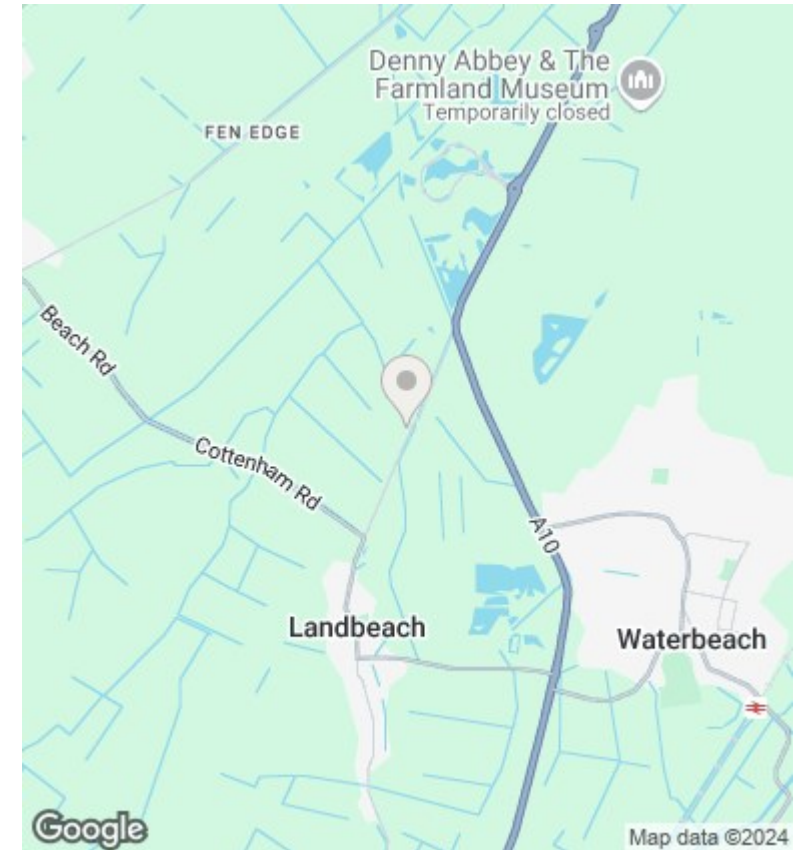 Denny Abbey & The
Farmland Museum
Temporarily closed
FEN EDGE
Beach Rd
Cottenham Rd
A10
Landbeach
Waterbeach
Google
Map data ©2024